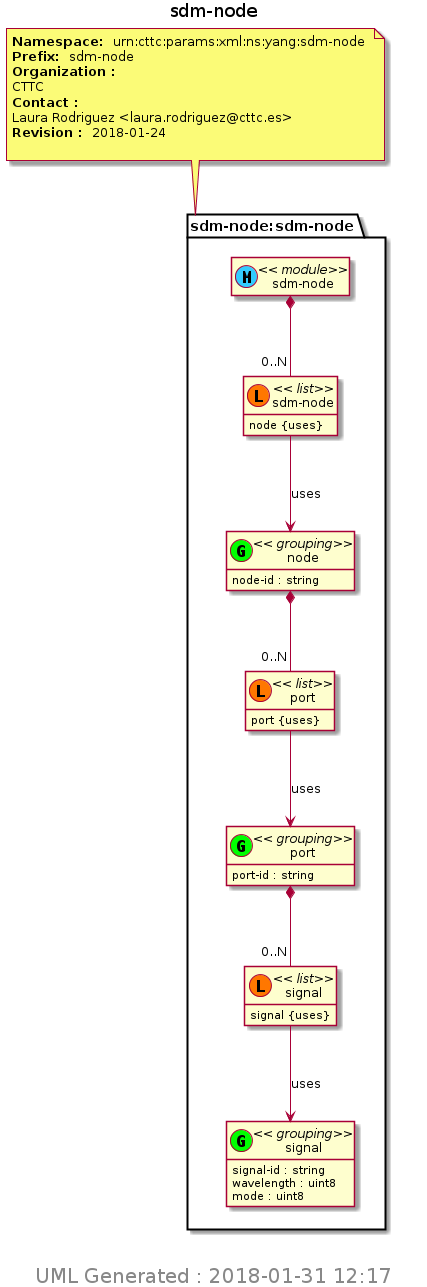 sdm-node
Namespace: urn:cttc:params:xml:ns:yang:sdm-node
Prefix: sdm-node
Organization :
CTTC
Contact :
Laura Rodriguez <laura.rodriguez@cttc.es>
Revision : 2018-01-24
sdm-node:sdm-node
M
<< module>>
sdm-node
0..N
L
<< list>>
sdm-node
node {uses}
uses
G
<< grouping>>
node
node-id : string
0..N
L
<< list>>
port
port {uses}
uses
G
<< grouping>>
port
port-id : string
0..N
L
<< list>>
signal
signal {uses}
uses
G
<< grouping>>
signal
signal-id : string
wavelength : uint8
mode : uint8
UML Generated : 2018-01-31 12:17